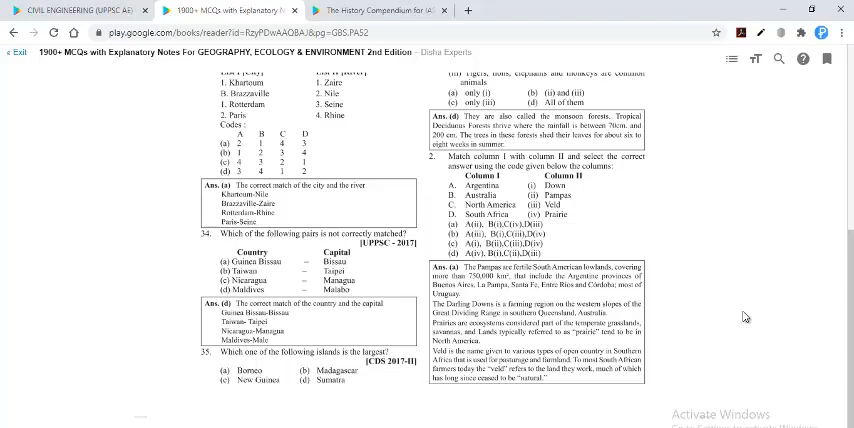 CIVIL ENGINEERING (UPPSC AE)
1900+ MCQs with Explanatory N
The History Compendium for IAS
play.google.com/books/reader?id=RzyPDwAAQBAJ&pg=GBS.PA52
« Exit 1900+ MCQs with Explanatory Notes For GEOGRAPHY, ECOLOGY & ENVIRONMENT 2nd Edition – Disha Experts
List I [City] List II [River]
1. Khartoum 1. Zaire
B. Brazzaville 2. Nile
1. Rotterdam 3. Seine
2. Paris 4. Rhine
Codes :
A B C D
(a) 2 1 4 3
(b) 1 2 3 4
(c) 4 3 2 1
(d) 3 4 1 2
Ans. (a) The correct match of the city and the river
Khartoum-Nile
Brazzaville-Zaire
Rotterdam-Rhine
Paris-Seine
34. Which of the following pairs is not correctly matched?
[UPPSC - 2017]
Country Capital
(a) Guinea Bissau – Bissau
(b) Taiwan – Taipei
(c) Nicaragua – Managua
(d) Maldives – Malabo
Ans. (d) The correct match of the country and the capital
Guinea Bissau-Bissau
Taiwan- Taipei
Nicaragua-Managua
Maldives-Male
35. Which one of the following islands is the largest?
[CDS 2017-II]
(a) Borneo (b) Madagascar
(c) New Guinea (d) Sumatra
(iii) Tigers, lions, elephants and monkeys are common
animals
(a) only (i) (b) (ii) and (iii)
(c) only (iii) (d) All of them
Ans. (d) They are also called the monsoon forests. Tropical
Deciduous Forests thrive where the rainfall is between 70cm. and
200 cm. The trees in these forests shed their leaves for about six to
eight weeks in summer.
2. Match column I with column II and select the correct
answer using the code given below the columns:
Column I Column II
A. Argentina (i) Down
B. Australia (ii) Pampas
C. North America (iii) Veld
D. South Africa (iv) Prairie
(a) A(ii), B(i),C(iv),D(iii)
(b) A(iii), B(i),C(ii),D(iv)
(c) A(i), B(ii),C(iii),D(iv)
(d) A(iv), B(i),C(ii),D(iii)
Ans. (a) The Pampas are fertile South American lowlands, covering
more than 750,000 km², that include the Argentine provinces of
Buenos Aires, La Pampa, Santa Fe, Entre Rios and Córdoba; most of
Uruguay.
The Darling Downs is a farming region on the western slopes of the
Great Dividing Range in southern Queensland, Australia.
Prairies are ecosystems considered part of the temperate grasslands,
savannas, and Lands typically referred to as "prairie" tend to be in
North America.
Veld is the name given to various types of open country in Southern
Africa that is used for pasturage and farmland. To most South African
farmers today the "veld" refers to the land they work, much of which
has long since ceased to be "natural."
Activate Windows